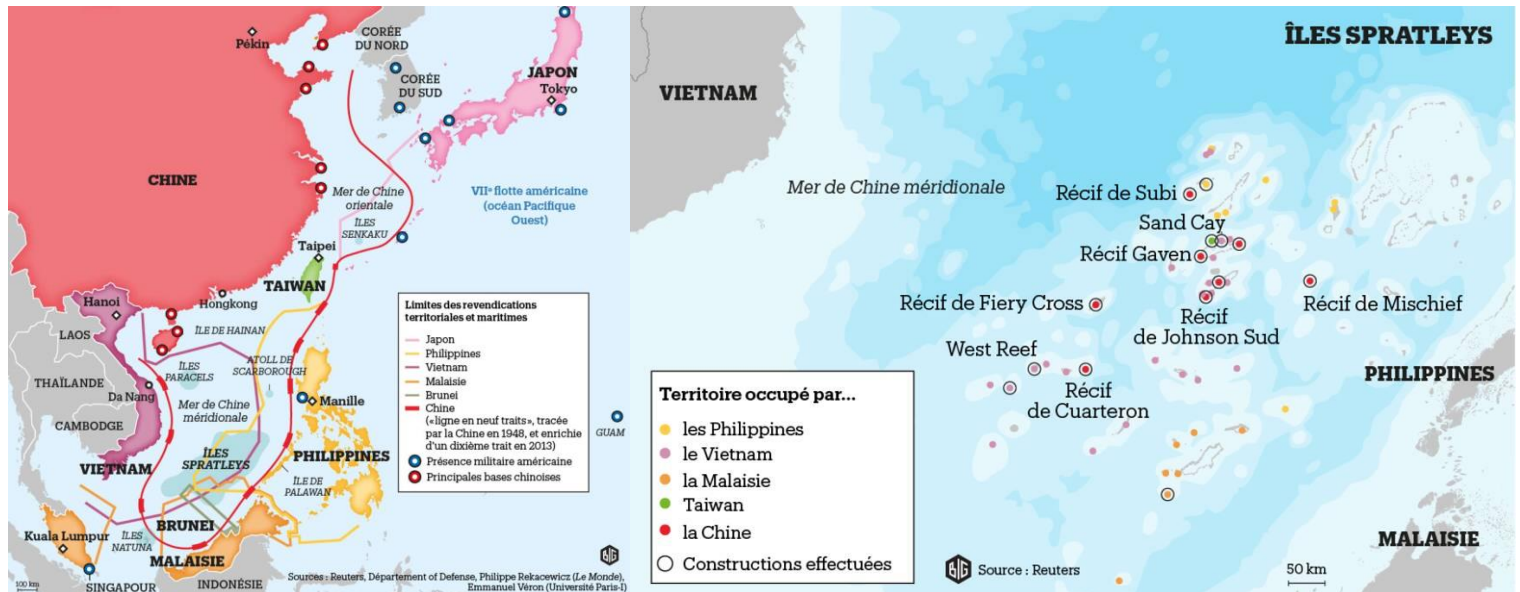 Pékin
CORÉE
DU NORD
CORÉE
DU SUD
JAPON
Tokyo
CHINE
Mer de Chine
orientale
VIIe flotte américaine
(océan Pacifique
Ouest)
ÎLES
SENKAKU
Taipei
TAIWAN
Hanoi
Hongkong
LAOS
ÎLE DE HAINAN
ÎLES
PARACELS
ATOLL DE
SCARBOROUGH
THAÏLANDE
Da Nang
Mer de Chine
méridionale
Manille
CAMBODGE
GUAM
VIETNAM
ÎLES
SPRATLEYS
PHILIPPINES
ÎLE DE
PALAWAN
BRUNEI
Kuala Lumpur
ÎLES
NATUNA
MALAISIE
SINGAPOUR
INDONÉSIE
100 km
Limites des revendications
territoriales et maritimes
Japon
Philippines
Vietnam
Malaisie
Brunei
Chine
(«ligne en neuf traits», tracée
par la Chine en 1948, et enrichie
d'un dixième trait en 2013)
Présence militaire américaine
Principales bases chinoises
BIG
Sources : Reuters, Département of Defense, Philippe Rekacewicz (Le Monde),
Emmanuel Véron (Université Paris-I)
ÎLES SPRATLEYS
VIETNAM
Mer de Chine méridionale
Récif de Subi
Sand Cay
Récif Gaven
Récif de Fiery Cross
Récif de Mischief
Récif
de Johnson Sud
West Reef
Récif
de Cuarteron
PHILIPPINES
MALAISIE
Territoire occupé par...
les Philippines
le Vietnam
la Malaisie
Taiwan
la Chine
Constructions effectuées
BIG
Source : Reuters
50 km